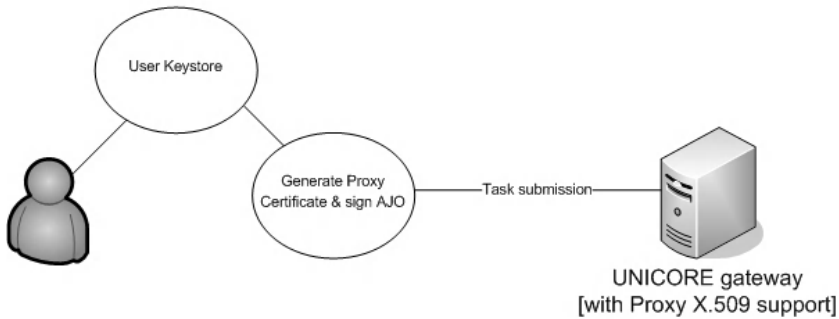 User Keystore
Generate Proxy
Certificate & sign AJO
Task submission
UNICORE gateway
[with Proxy X.509 support]